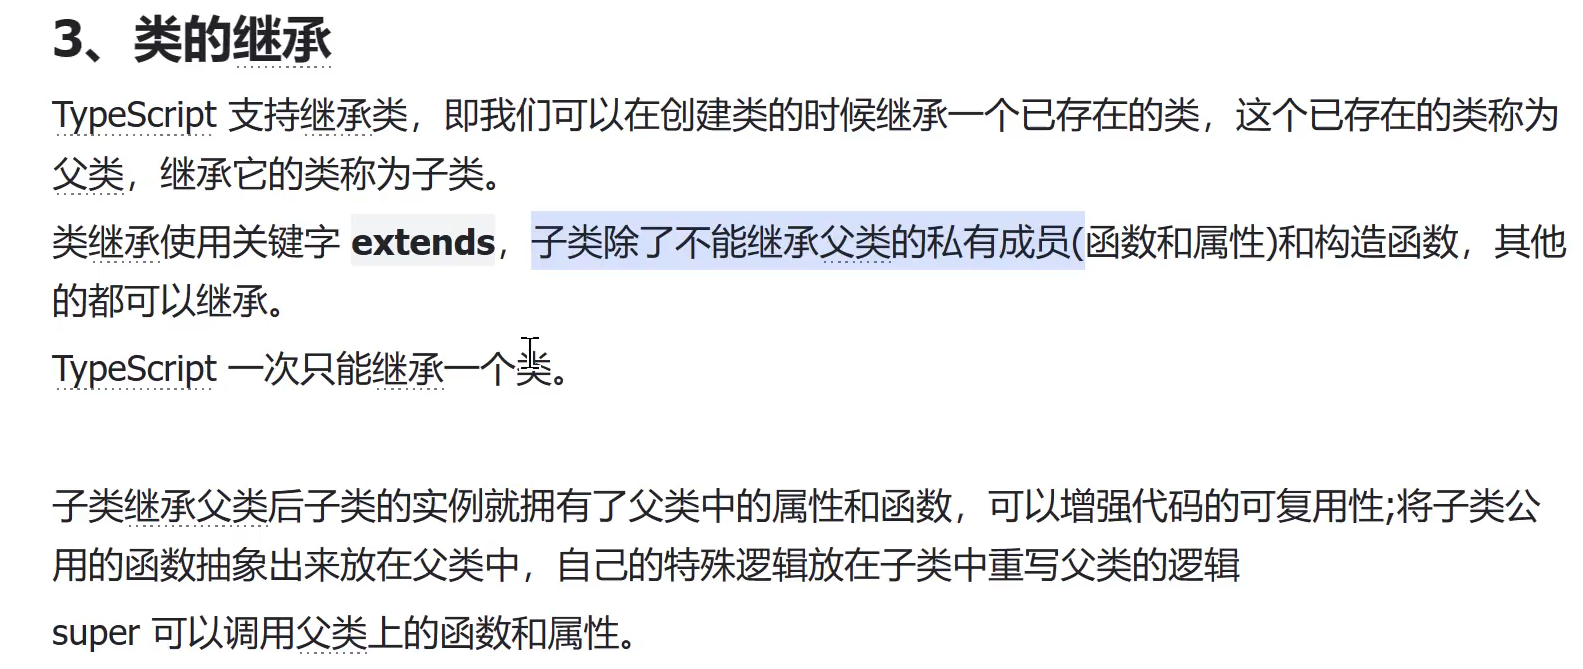 3、类的继承
TypeScript 支持继承类，即我们可以在创建类的时候继承一个已存在的类，这个已存在的类称为
父类，继承它的类称为子类。
类继承使用关键字 extends，子类除了不能继承父类的私有成员(函数和属性)和构造函数，其他
的都可以继承。
TypeScript 一次只能继承一个类。
子类继承父类后子类的实例就拥有了父类中的属性和函数，可以增强代码的可复用性;将子类公
用的函数抽象出来放在父类中，自己的特殊逻辑放在子类中重写父类的逻辑
super 可以调用父类上的函数和属性。